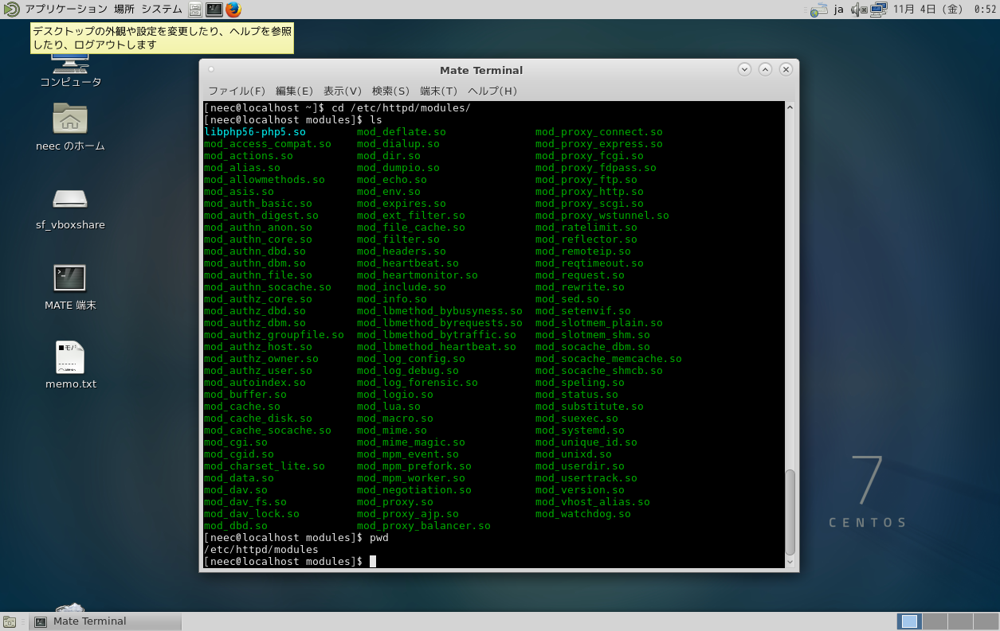 アプリケーション 場所 システム ja 11月 4日 (金) 0:52
デスクトップの外観や設定を変更したり、ヘルプを参照
したり、ログアウトします
コンピュータ
neec のホーム
sf_vboxshare
MATE 端末
■モバ
memo.txt
Mate Terminal
ファイル(F) 編集(E) 表示(V) 検索(S) 端末(T) ヘルプ(H)
[neec@localhost ~]$ cd /etc/httpd/modules/
[neec@localhost modules]$ ls
libphp56-php5.so mod_deflate.so mod_proxy_connect.so
mod_access_compat.so mod_dialup.so mod_proxy_express.so
mod_actions.so mod_dir.so mod_proxy_fcgi.so
mod_alias.so mod_dumpio.so mod_proxy_fdpass.so
mod_allowmethods.so mod_echo.so mod_proxy_ftp.so
mod_asis.so mod_env.so mod_proxy_http.so
mod_auth_basic.so mod_expires.so mod_proxy_scgi.so
mod_auth_digest.so mod_ext_filter.so mod_proxy_wstunnel.so
mod_authn_anon.so mod_file_cache.so mod_ratelimit.so
mod_authn_core.so mod_filter.so mod_reflector.so
mod_authn_dbd.so mod_headers.so mod_remoteip.so
mod_authn_dbm.so mod_heartbeat.so mod_reqtimeout.so
mod_authn_file.so mod_heartmonitor.so mod_request.so
mod_authn_socache.so mod_include.so mod_rewrite.so
mod_authz_core.so mod_info.so mod_sed.so
mod_authz_dbd.so mod_lbmethod_bybusyness.so mod_setenvif.so
mod_authz_dbm.so mod_lbmethod_byrequests.so mod_slotmem_plain.so
mod_authz_groupfile.so mod_lbmethod_bytraffic.so mod_slotmem_shm.so
mod_authz_host.so mod_lbmethod_heartbeat.so mod_socache_dbm.so
mod_authz_owner.so mod_log_config.so mod_socache_memcache.so
mod_authz_user.so mod_log_debug.so mod_socache_shmcb.so
mod_autoindex.so mod_log_forensic.so mod_speling.so
mod_buffer.so mod_logio.so mod_status.so
mod_cache.so mod_lua.so mod_substitute.so
mod_cache_disk.so mod_macro.so mod_suexec.so
mod_cache_socache.so mod_mime.so mod_systemd.so
mod_cgi.so mod_mime_magic.so mod_unique_id.so
mod_cgid.so mod_mpm_event.so mod_unixd.so
mod_charset_lite.so mod_mpm_prefork.so mod_userdir.so
mod_data.so mod_mpm_worker.so mod_usertrack.so
mod_dav.so mod_negotiation.so mod_version.so
mod_dav_fs.so mod_proxy.so mod_vhost_alias.so
mod_dav_lock.so mod_proxy_ajp.so mod_watchdog.so
mod_dbd.so mod_proxy_balancer.so
[neec@localhost modules]$ pwd
/etc/httpd/modules
[neec@localhost modules]$
7
CENTOS
Mate Terminal